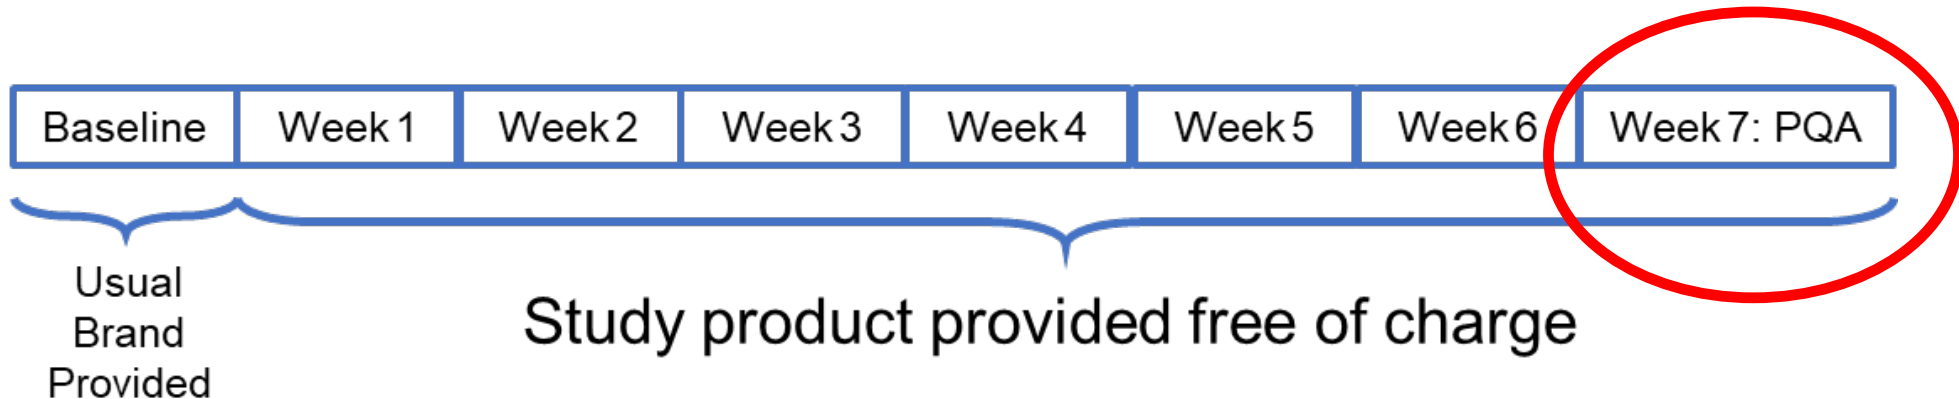 Baseline Week 1 Week 2 Week 3 Week 4 Week 5 Week 6 Week 7: PQA
Usual
Brand
Provided
Study product provided free of charge